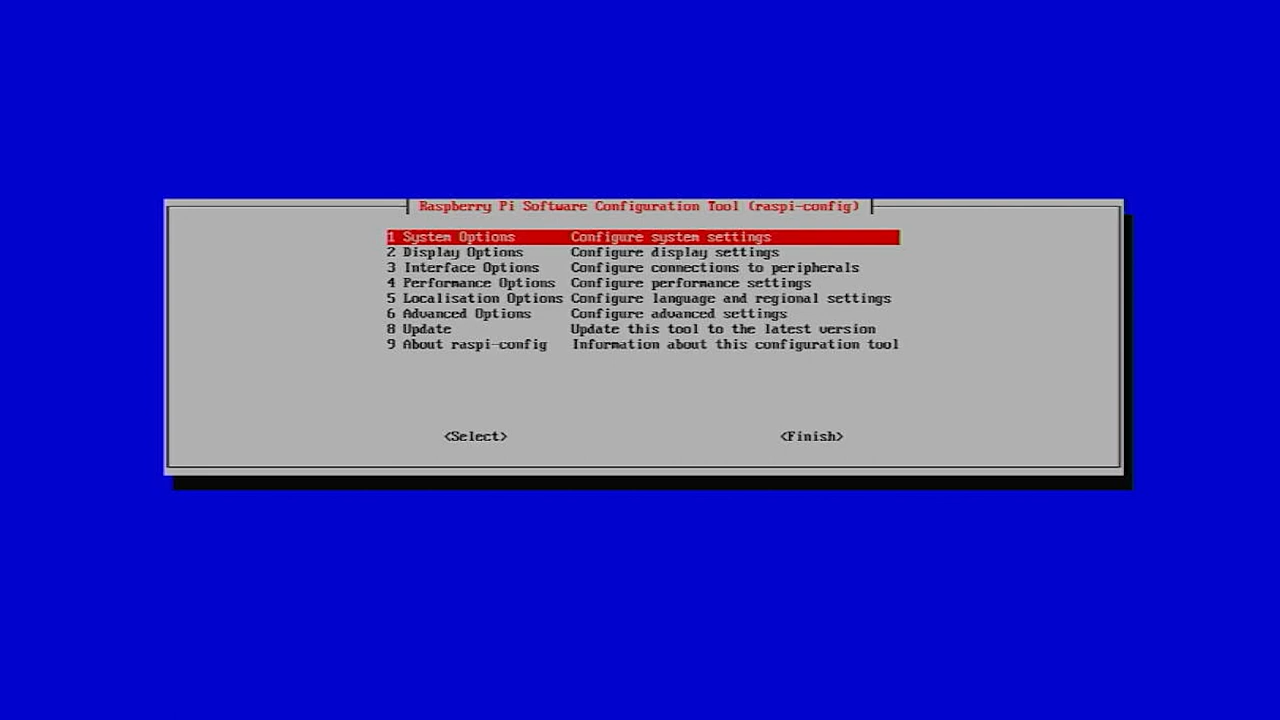 Raspberry Pi Software Configuration Tool (raspi-config)
1 System Options Configure system settings
2 Display Options Configure display settings
3 Interface Options Configure connections to peripherals
4 Performance Options Configure performance settings
5 Localisation Options Configure language and regional settings
6 Advanced Options Configure advanced settings
8 Update Update this tool to the latest version
9 About raspi-config Information about this configuration tool
<Select> <Finish>